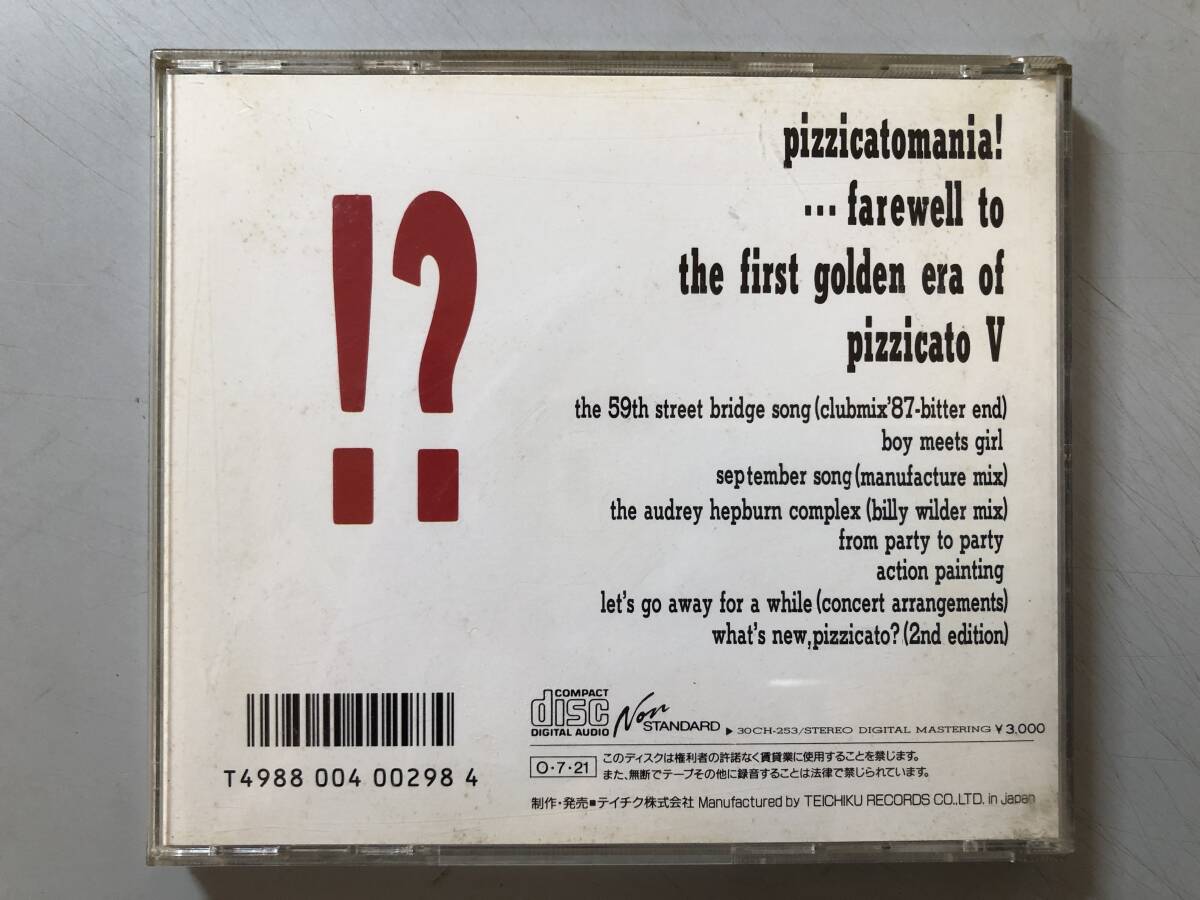 !?
pizzicatomania!
... farewell to
the first golden era of
pizzicato V
the 59th street bridge song (clubmix'87-bitter end)
boy meets girl
september song (manufacture mix)
the audrey hepburn complex (billy wilder mix)
from party to party
action painting
let's go away for a while (concert arrangements)
what's new, pizzicato? (2nd edition)
T4988 004 00298 4
COMPACT
disc
DIGITAL AUDIO
Non STANDARD ▶ 30CH-253/STEREO DIGITAL MASTERING ¥3,000
O・7・21
このディスクは権利者の許諾なく賃貸業に使用することを禁じます。
また、無断でテープその他に録音することは法律で禁じられています。
制作・発売■テイチク株式会社 Manufactured by TEICHIKU RECORDS CO.,LTD. in Japan